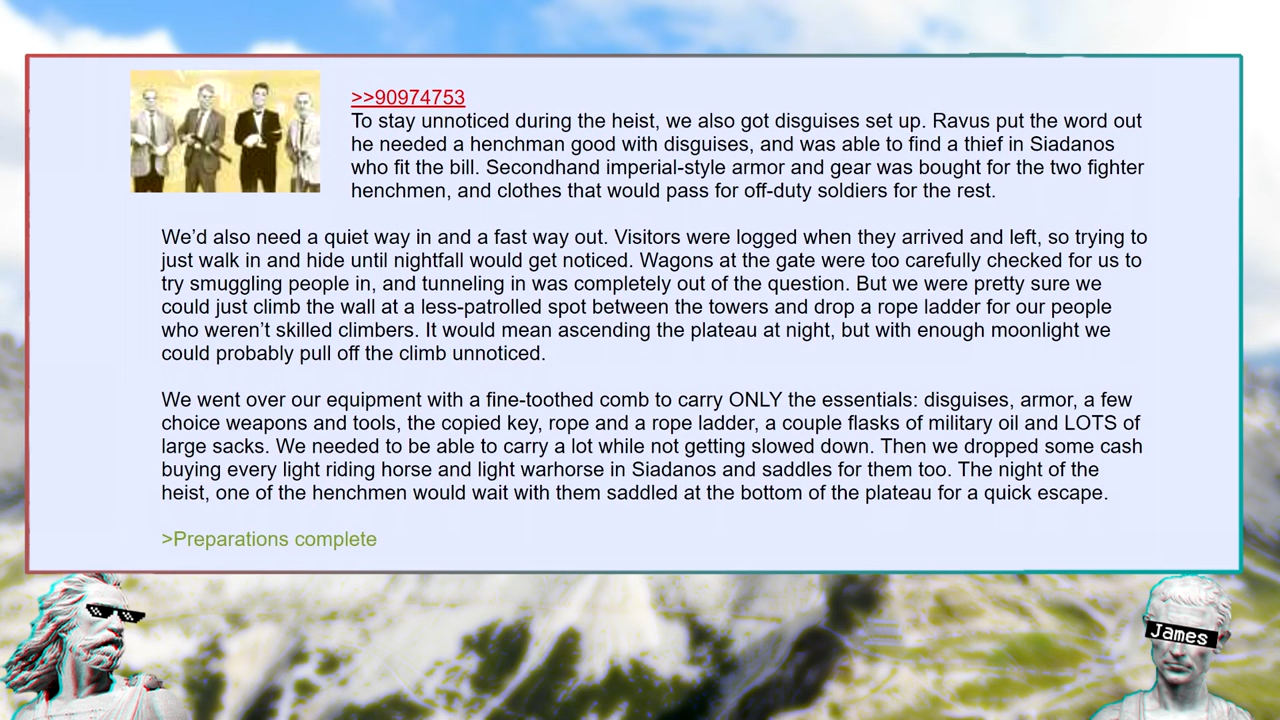 >>90974753
To stay unnoticed during the heist, we also got disguises set up. Ravus put the word out
he needed a henchman good with disguises, and was able to find a thief in Siadanos
who fit the bill. Secondhand imperial-style armor and gear was bought for the two fighter
henchmen, and clothes that would pass for off-duty soldiers for the rest.
We’d also need a quiet way in and a fast way out. Visitors were logged when they arrived and left, so trying to
just walk in and hide until nightfall would get noticed. Wagons at the gate were too carefully checked for us to
try smuggling people in, and tunneling in was completely out of the question. But we were pretty sure we
could just climb the wall at a less-patrolled spot between the towers and drop a rope ladder for our people
who weren’t skilled climbers. It would mean ascending the plateau at night, but with enough moonlight we
could probably pull off the climb unnoticed.
We went over our equipment with a fine-toothed comb to carry ONLY the essentials: disguises, armor, a few
choice weapons and tools, the copied key, rope and a rope ladder, a couple flasks of military oil and LOTS of
large sacks. We needed to be able to carry a lot while not getting slowed down. Then we dropped some cash
buying every light riding horse and light warhorse in Siadanos and saddles for them too. The night of the
heist, one of the henchmen would wait with them saddled at the bottom of the plateau for a quick escape.
>Preparations complete
James